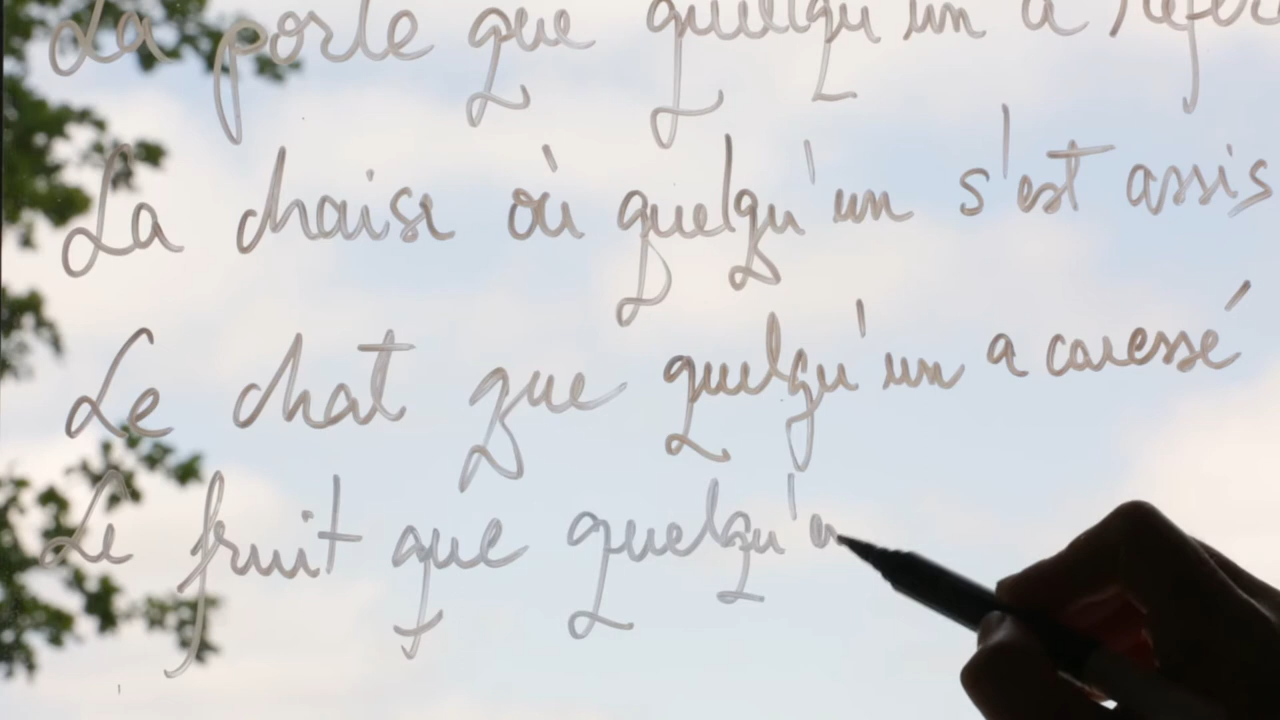 La porte que quelqu'un a refer
La chaise où quelqu'un s'est assis
Le chat que quelqu'un a caressé
Le fruit que quelqu'u